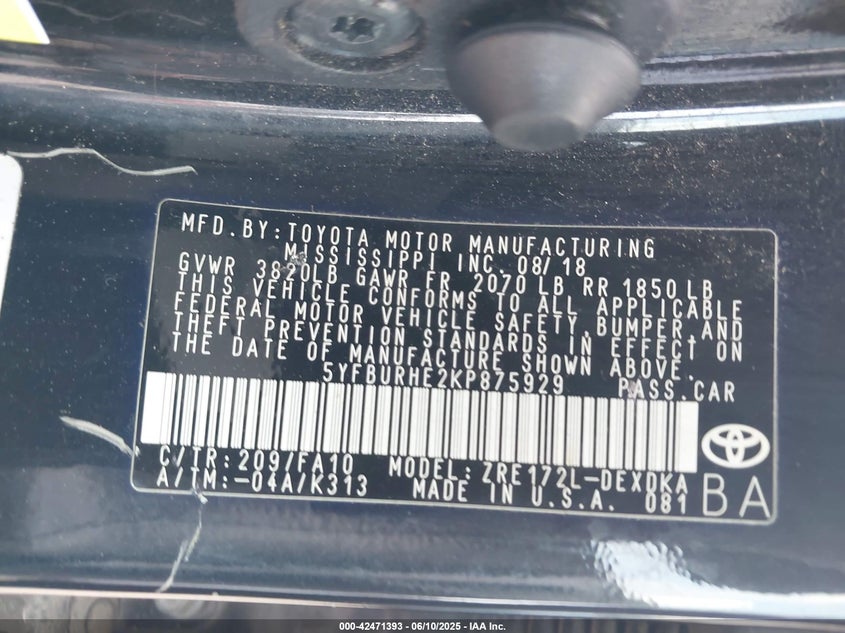 MFD. BY: TOYOTA MOTOR MANUFACTURING
MISSISSIPPI INC. 08/18
GVWR 3820LB GAWR FR 2070 LB RR 1850 LB
THIS VEHICLE CONFORMS TO ALL APPLICABLE
FEDERAL MOTOR VEHICLE SAFETY, BUMPER, AND
THEFT PREVENTION STANDARDS IN EFFECT ON
THE DATE OF MANUFACTURE SHOWN ABOVE.
5YFBURHE2KP875929 PASS. CAR
C/TR: 209/FA10 MODEL: ZRE172L-DEXDKA
A/TM: -04A/K313 MADE IN U.S.A. 081
BA
000-42471393 - 06/10/2025 - IAA Inc.